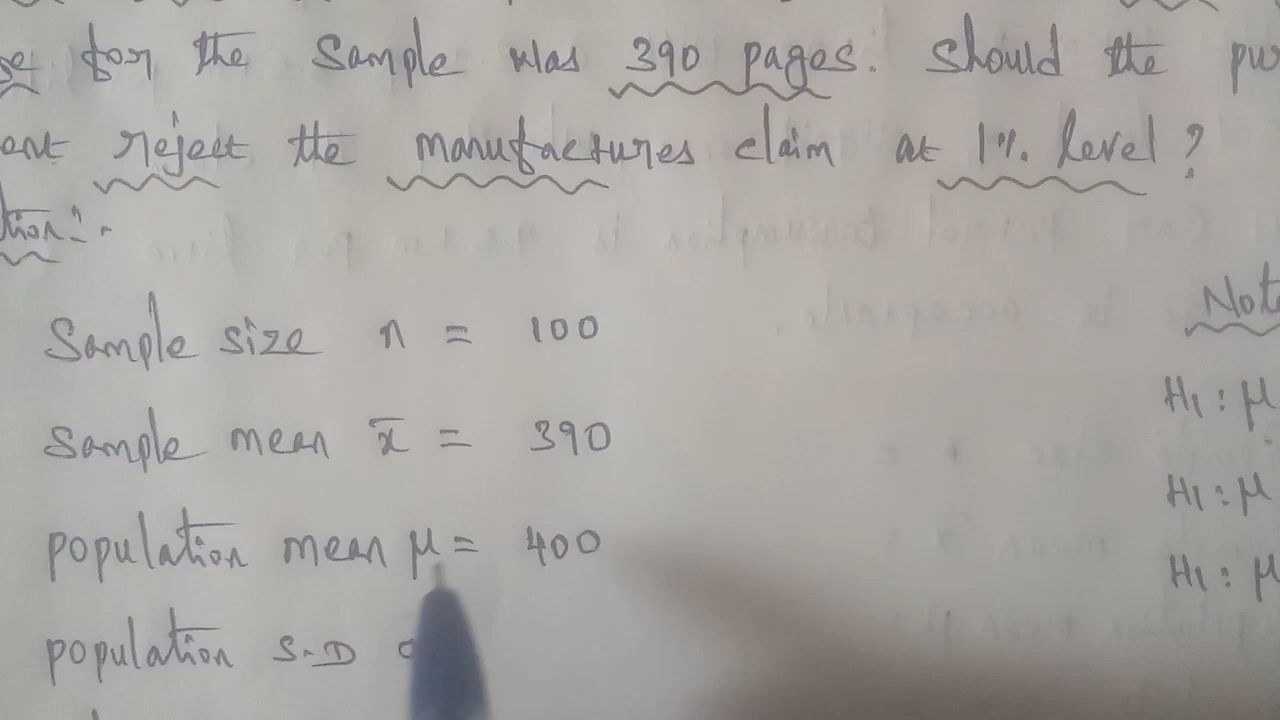 for the Sample was 390 pages. Should the
reject the manufactures claim at 1% level?
Sample size n = 100
Not
Sample mean x̄ = 390
H₁ : μ
population mean μ = 400
H₁ : μ
H₁ : μ
population S.D